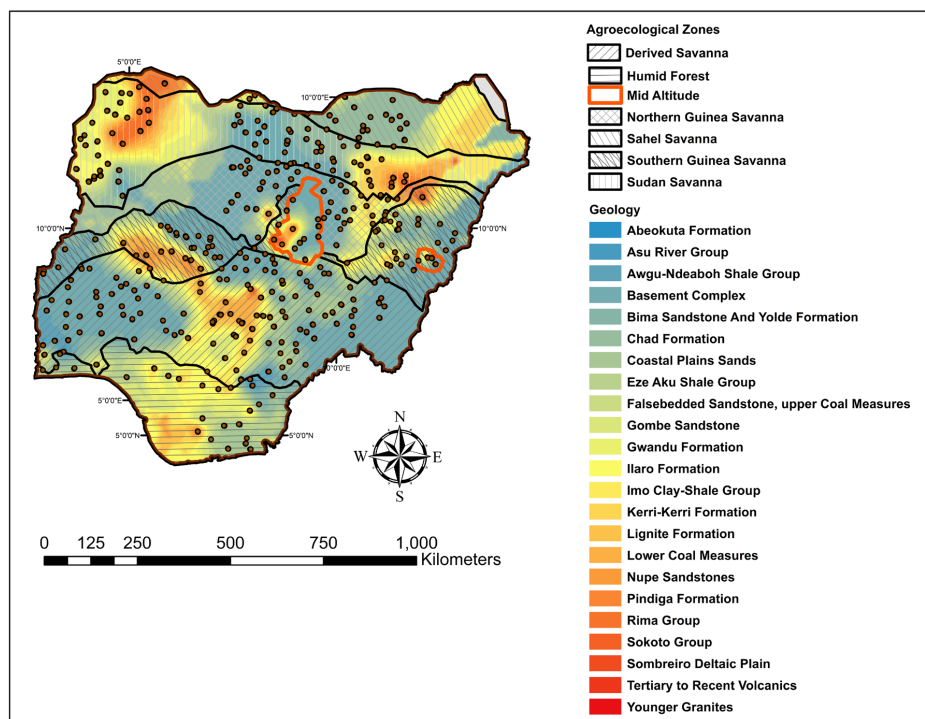 Agroecological Zones
Derived Savanna
Humid Forest
Mid Altitude
Northern Guinea Savanna
Sahel Savanna
Southern Guinea Savanna
Sudan Savanna
Geology
Abeokuta Formation
Asu River Group
Awgu-Ndeaboh Shale Group
Basement Complex
Bima Sandstone And Yolde Formation
Chad Formation
Coastal Plains Sands
Eze Aku Shale Group
Falsebedded Sandstone, upper Coal Measures
Gombe Sandstone
Gwandu Formation
Ilaro Formation
Imo Clay-Shale Group
Kerri-Kerri Formation
Lignite Formation
Lower Coal Measures
Nupe Sandstones
Pindiga Formation
Rima Group
Sokoto Group
Sombreiro Deltaic Plain
Tertiary to Recent Volcanics
Younger Granites
5°0'0"E
10°0'0"E
10°0'0"N
10°0'0"N
0°0'0"E
5°0'0"E
5°0'0"N
5°0'0"N
N
W E
S
0 125 250 500 750 1,000
Kilometers